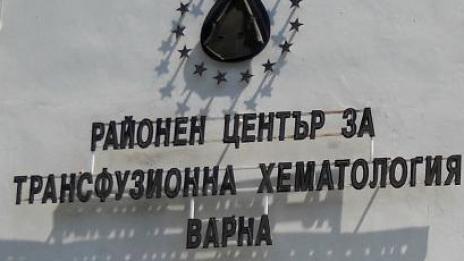 РАЙОНЕН ЦЕНТЪР ЗА
ТРАНСФУЗИОННА ХЕМАТОЛОГИЯ
ВАРНА